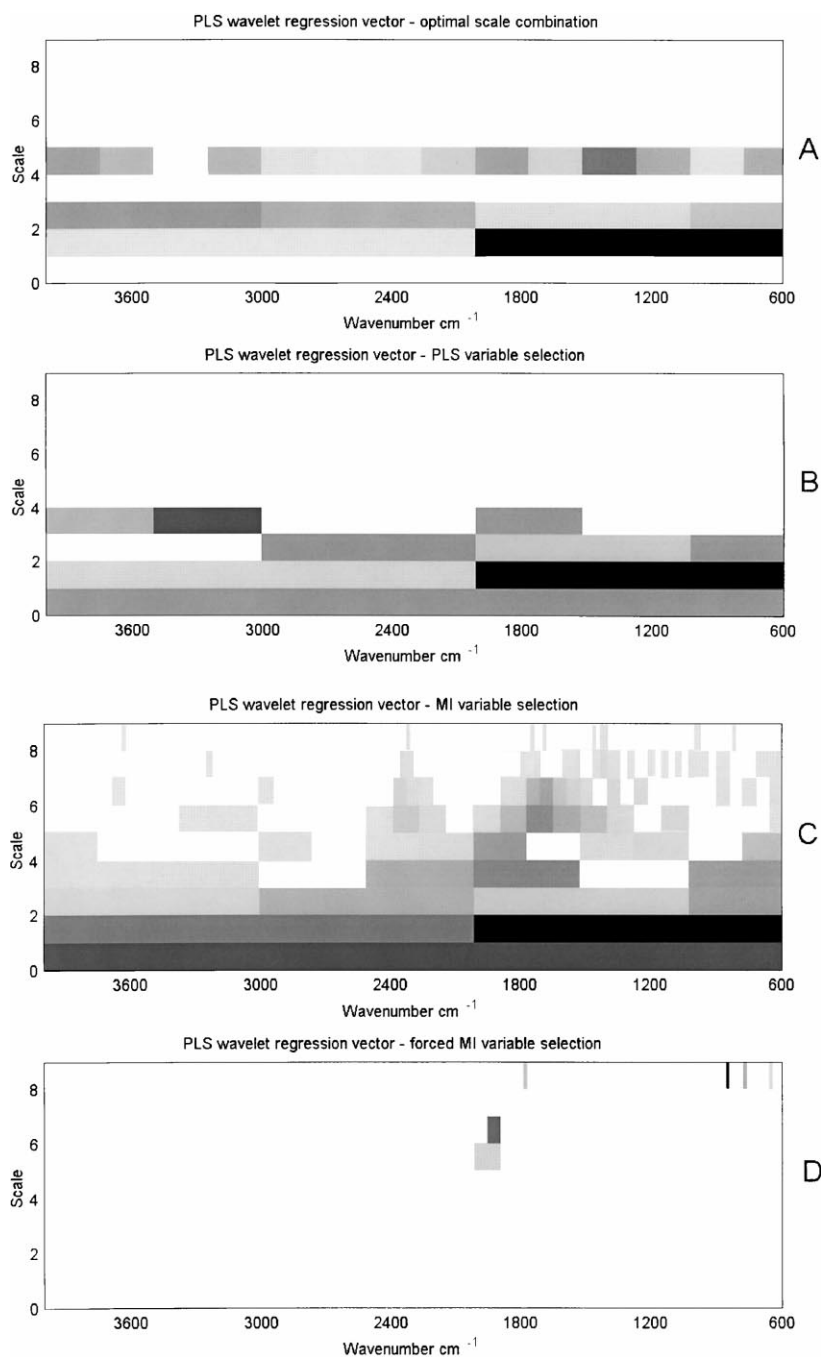 PLS wavelet regression vector - optimal scale combination
8
6
4
2
0
Scale
3600 3000 2400 1800 1200 600
Wavenumber cm -1
A
PLS wavelet regression vector - PLS variable selection
8
6
4
2
0
Scale
3600 3000 2400 1800 1200 600
Wavenumber cm -1
B
PLS wavelet regression vector - MI variable selection
8
6
4
2
0
Scale
3600 3000 2400 1800 1200 600
Wavenumber cm -1
C
PLS wavelet regression vector - forced MI variable selection
8
6
4
2
0
Scale
3600 3000 2400 1800 1200 600
Wavenumber cm -1
D